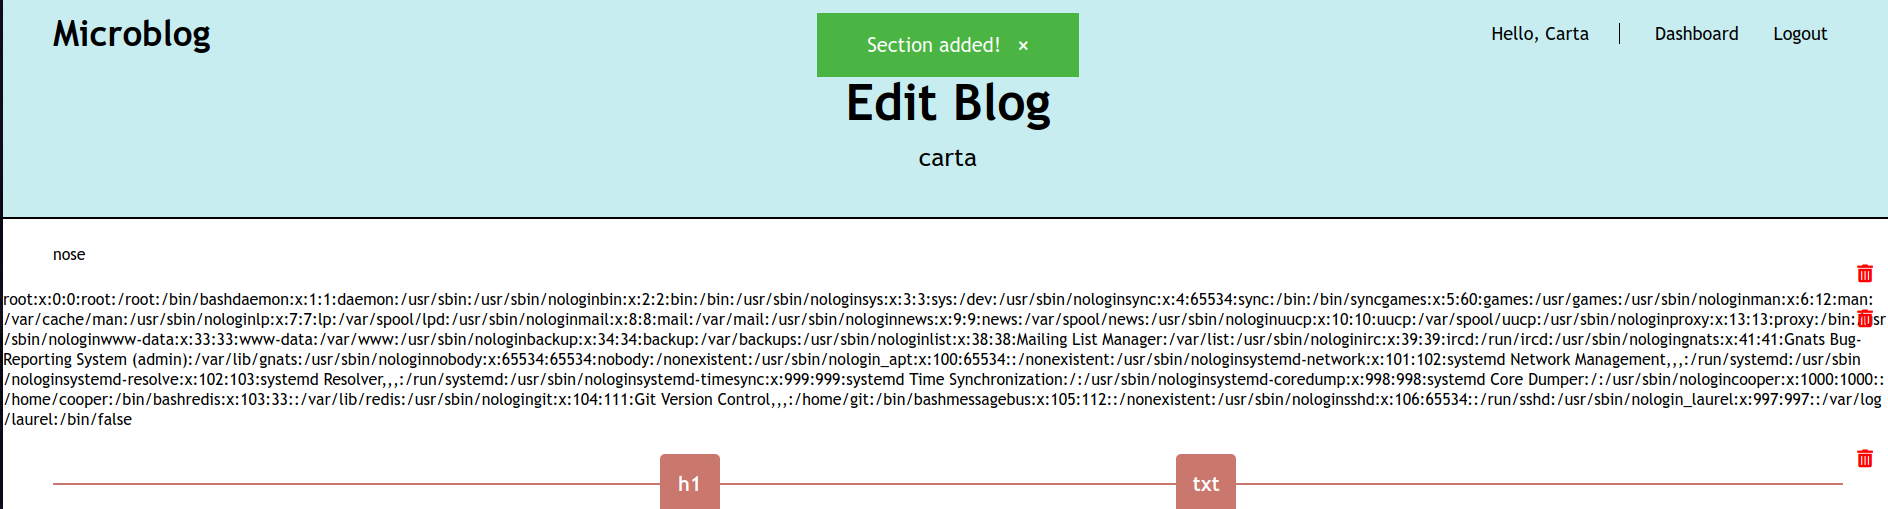 Microblog
Section added! ×
Hello, Carta
Dashboard
Logout
Edit Blog
carta
nose
root:x:0:0:root:/root:/bin/bashdaemon:x:1:1:daemon:/usr/sbin:/usr/sbin/nologinbin:x:2:2:bin:/bin:/usr/sbin/nologinsys:x:3:3:sys:/dev:/usr/sbin/nologinsync:x:4:65534:sync:/bin:/bin/syncgames:x:5:60:games:/usr/games:/usr/sbin/nologinman:x:6:12:man:
/var/cache/man:/usr/sbin/nologinlp:x:7:7:lp:/var/spool/lpd:/usr/sbin/nologinmail:x:8:8:mail:/var/mail:/usr/sbin/nologinnews:x:9:9:news:/var/spool/news:/usr/sbin/nologinuucp:x:10:10:uucp:/var/spool/uucp:/usr/sbin/nologinproxy:x:13:13:proxy:/bin:/usr
/sbin/nologinwww-data:x:33:33:www-data:/var/www:/usr/sbin/nologinbackup:x:34:34:backup:/var/backups:/usr/sbin/nologinlist:x:38:38:Mailing List Manager:/var/list:/usr/sbin/nologinirc:x:39:39:ircd:/run/ircd:/usr/sbin/nologingnats:x:41:41:Gnats Bug-
Reporting System (admin):/var/lib/gnats:/usr/sbin/nologinnobody:x:65534:65534:nobody:/nonexistent:/usr/sbin/nologin_apt:x:100:65534::/nonexistent:/usr/sbin/nologinsystemd-network:x:101:102:systemd Network Management,,,:/run/systemd:/usr/sbin
/nologinsystemd-resolve:x:102:103:systemd Resolver,,,:/run/systemd:/usr/sbin/nologinsystemd-timesync:x:999:999:systemd Time Synchronization:/:/usr/sbin/nologinsystemd-coredump:x:998:998:systemd Core Dumper:/:/usr/sbin/nologincooper:x:1000:1000::
/home/cooper:/bin/bashredis:x:103:33::/var/lib/redis:/usr/sbin/nologingit:x:104:111:Git Version Control,,,:/home/git:/bin/bashmessagebus:x:105:112::/nonexistent:/usr/sbin/nologinsshd:x:106:65534::/run/sshd:/usr/sbin/nologin_laurel:x:997:997::/var/log
/laurel:/bin/false
h1
txt